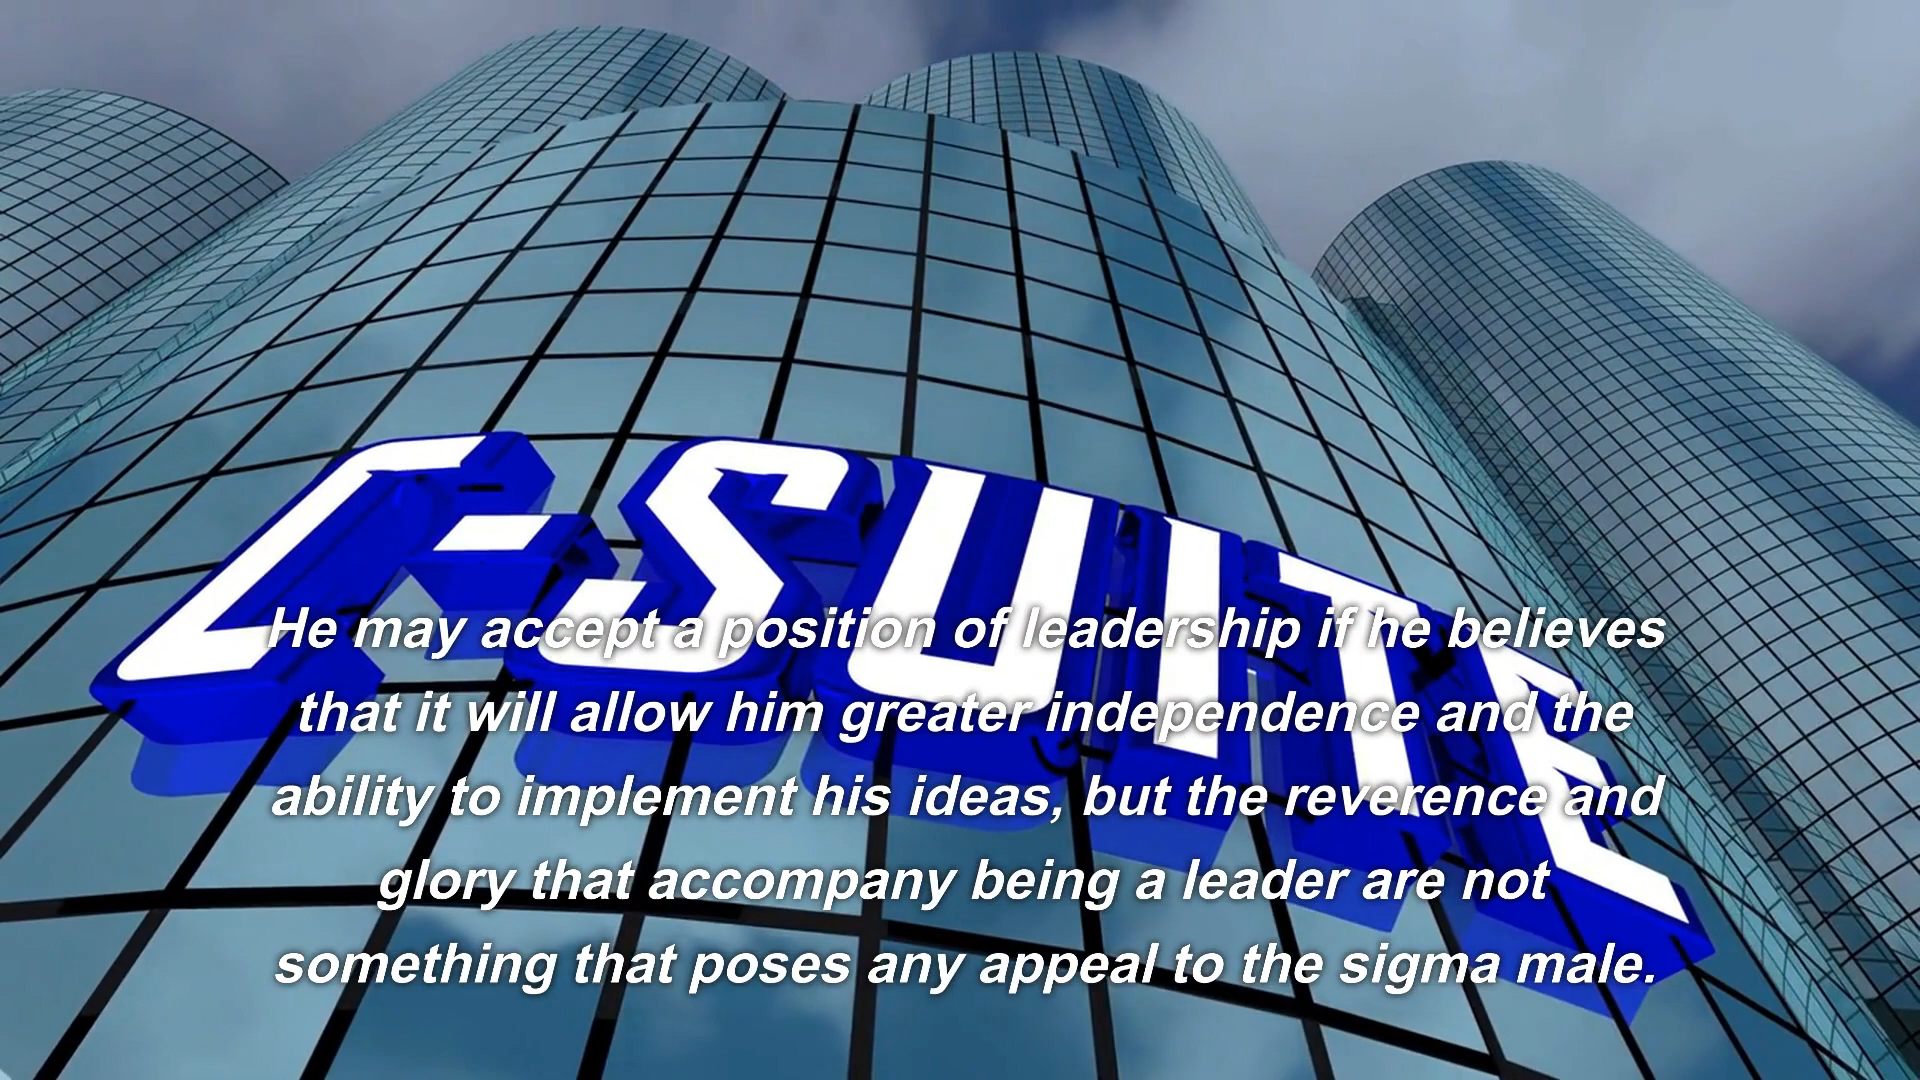 C-SUITE
He may accept a position of leadership if he believes
that it will allow him greater independence and the
ability to implement his ideas, but the reverence and
glory that accompany being a leader are not
something that poses any appeal to the sigma male.